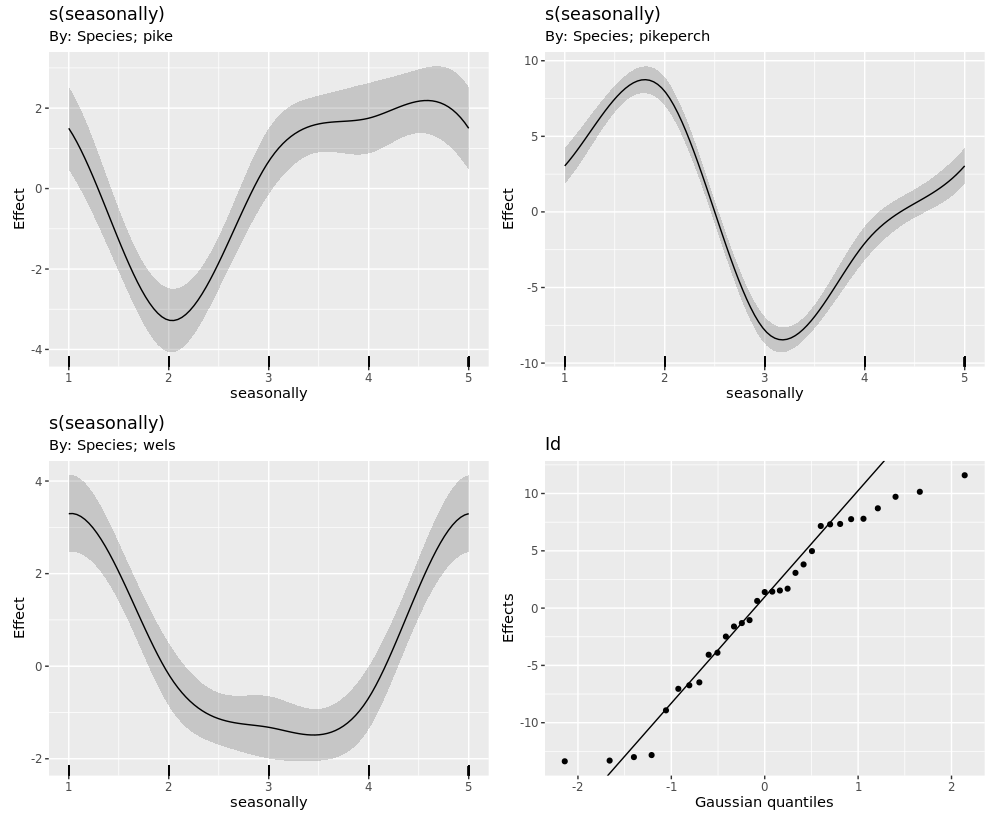 s(seasonally)
By: Species; pike
2
0
-2
-4
Effect
1 2 3 4 5
seasonally
s(seasonally)
By: Species; pikeperch
10
5
0
-5
-10
Effect
1 2 3 4 5
seasonally
s(seasonally)
By: Species; wels
4
2
0
-2
Effect
1 2 3 4 5
seasonally
Id
10
5
0
-5
-10
Effects
-2 -1 0 1 2
Gaussian quantiles